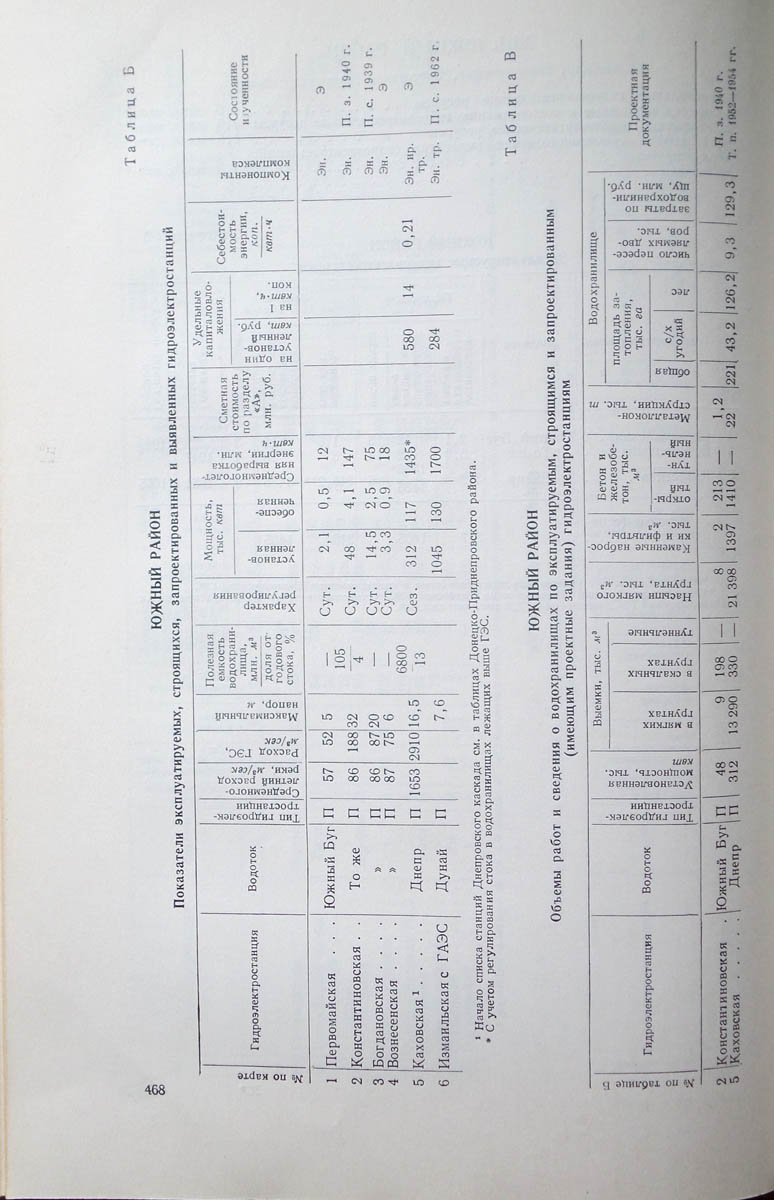 468
Таблица Б
ЮЖНЫЙ РАЙОН
Показатели эксплуатируемых, строящихся, запроектированных и выявленных гидроэлектростанций
№ по карте | Гидроэлектростанция | Водоток | Тип гидроэлектростанции | Среднемноголетний расход реки, м³/сек | Расход ГЭС, м³/сек | Максимальный напор, м | Полезная емкость водохранилища, млн. м³ / доля от годового стока, % | Характер регулирования | Мощность, тыс. квт: установленная | обеспеченная | Среднемноголетняя выработка энергии, млн. квт·ч | Сметная стоимость по разделу «А», млн. руб. | Удельные капиталовложения: на один установленный квт, руб. | на 1 квт·ч, коп. | Себестоимость энергии, коп. / квт·ч | Компоненты комплекса | Состояние изученности
1 Первомайская . . . Южный Буг П 57 52 5 — Сут. 2,1 0,5 12 Эн. Э
2 Константиновская . . То же П 86 188 32 105/4 Сут. 48 4,1 147 Эн. П. з. 1940 г.
3 Богдановская . . . . » П 86 87 20 — Сут. 14,5 2,5 75 Эн. П. с. 1939 г.
4 Вознесенская . . . . » П 87 75 6 — Сут. 3,3 0,9 18 Эн. Э
5 Каховская ¹ . . . . . Днепр П 1653 2910 16,5 6800/13 Сез. 312 117 1435* 580 14 0,21 Эн. ир. тр. Э
6 Измаильская с ГАЭС Дунай П 7,6 1045 130 1700 284 Эн. тр. П. с. 1962 г.
¹ Начало списка станций Днепровского каскада см. в таблицах Донецко-Приднепровского района.
* С учетом регулирования стока в водохранилищах лежащих выше ГЭС.
Таблица В
ЮЖНЫЙ РАЙОН
Объемы работ и сведения о водохранилищах по эксплуатируемым, строящимся и запроектированным
(имеющим проектные задания) гидроэлектростанциям
№ по таблице Б | Гидроэлектростанция | Водоток | Тип гидроэлектростанции | Установленная мощность, тыс. квт | Выемки, тыс. м³: в мягких грунтах | в скальных грунтах | туннельные | Насыпи мягкого грунта, тыс. м³ | Каменные наброски и фильтры, тыс. м³ | Бетон и железобетон, тыс. м³: открытый | туннельный | Металлоконструкции, тыс. т | Водохранилище: площадь затопления, тыс. га: общая | с/х угодий | лес | число переселяемых дворов, тыс. | затраты по водохранилищу, млн. руб. | Проектная документация
2 Константиновская . Южный Буг П 48 9 198 — 8 2 213 — 1,2 П. з. 1940 г.
5 Каховская . . . . . Днепр П 312 13 290 330 — 21 398 1397 1410 — 22 221 43,2 126,2 9,3 129,3 Т. п. 1952—1954 гг.